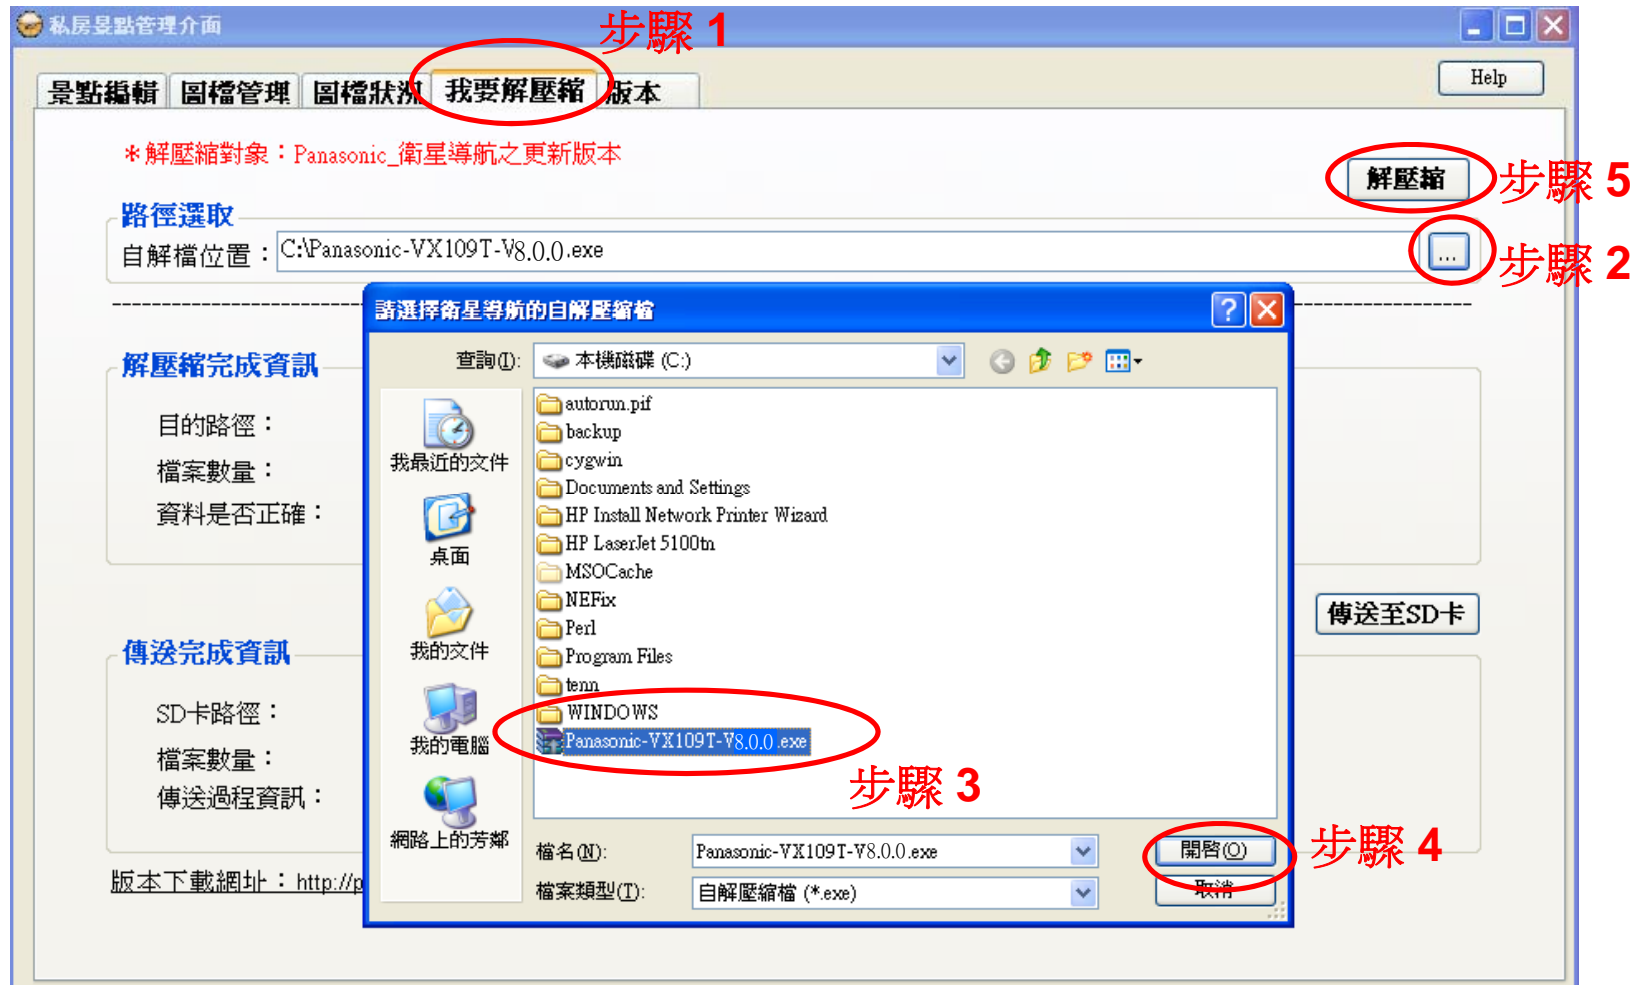 私房景點管理介面
步驟 1
景點編輯 圖檔管理 圖檔狀況 我要解壓縮 版本
Help
*解壓縮對象：Panasonic_衛星導航之更新版本
解壓縮
步驟 5
路徑選取
自解檔位置：C:\Panasonic-VX109T-V8.0.0.exe
...
步驟 2
請選擇衛星導航的自解壓縮檔
解壓縮完成資訊
目的路徑：
檔案數量：
資料是否正確：
查詢(I):
本機磁碟 (C:)
我最近的文件
桌面
我的文件
我的電腦
網路上的芳鄰
autorun.pif
backup
cygwin
Documents and Settings
HP Install Network Printer Wizard
HP LaserJet 5100tn
MSOCache
NEFix
Perl
Program Files
tenn
WINDOWS
Panasonic-VX109T-V8.0.0.exe
步驟 3
檔名(N):
Panasonic-VX109T-V8.0.0.exe
開啓(O)
步驟 4
檔案類型(T):
自解壓縮檔 (*.exe)
取消
傳送至SD卡
傳送完成資訊
SD卡路徑：
檔案數量：
傳送過程資訊：
版本下載網址：http://p